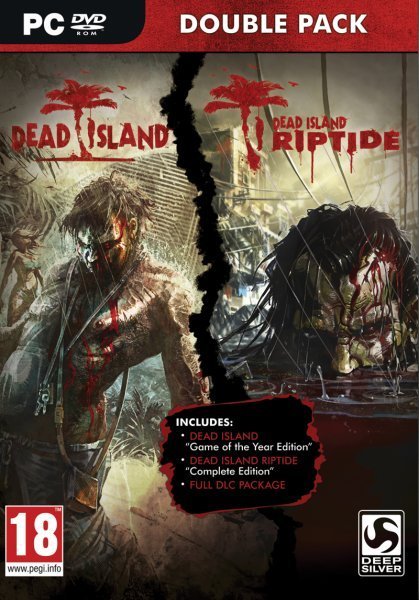 PC DVD ROM DOUBLE PACK
DEAD ISLAND
DEAD ISLAND
RIPTIDE
INCLUDES:
• DEAD ISLAND
"Game of the Year Edition"
• DEAD ISLAND RIPTIDE
"Complete Edition"
• FULL DLC PACKAGE
18
www.pegi.info
DEEP
SILVER